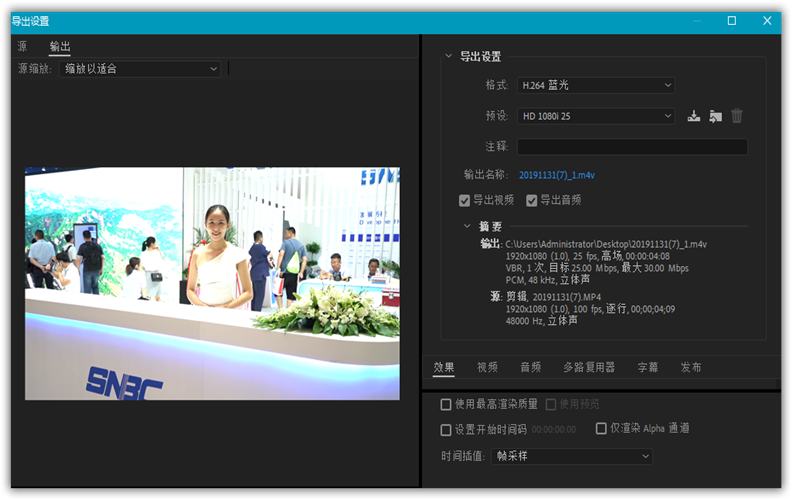 导出设置
源 输出
源缩放: 缩放以适合
SNBC
导出设置
格式: H.264 蓝光
预设: HD 1080i 25
注释:
输出名称: 20191131(7)_1.m4v
导出视频 导出音频
摘要
输出: C:\Users\Administrator\Desktop\20191131(7)_1.m4v
1920x1080 (1.0), 25 fps, 高场, 00:00:04:08
VBR, 1 次, 目标 25.00 Mbps, 最大 30.00 Mbps
PCM, 48 kHz, 立体声
源: 剪辑, 20191131(7).MP4
1920x1080 (1.0), 100 fps, 逐行, 00;00;04;09
48000 Hz, 立体声
效果 视频 音频 多路复用器 字幕 发布
使用最高渲染质量 使用预览
设置开始时间码 00:00:00:00 仅渲染 Alpha 通道
时间插值: 帧采样